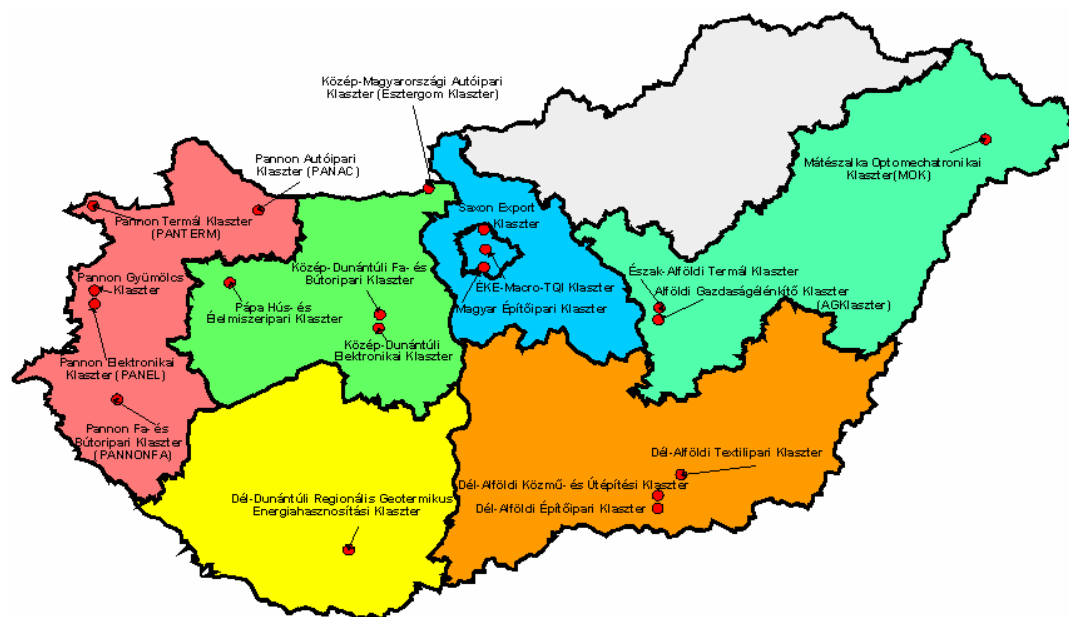 Közép-Magyarországi Autóipari
Klaszter (Esztergom Klaszter)
Pannon Autóipari
Klaszter (PANAC)
Mátészalka Optomechatronikai
Klaszter(MOK)
Pannon Termál Klaszter
(PANTERM)
Saxon Export
Klaszter
Pannon Gyümölcs
Klaszter
Közép-Dunántúli Fa- és
Bútoripari Klaszter
Észak-Alföldi Termál Klaszter
Alföldi Gazdaságélénkítő Klaszter
(AGKlaszter)
ÉKE-Macro-TQI Klaszter
Magyar Építőipari Klaszter
Pápa Hús- és
Élelmiszeripari Klaszter
Közép-Dunántúli
Elektronikai Klaszter
Pannon Elektronikai
Klaszter (PANEL)
Pannon Fa- és
Bútoripari Klaszter
(PANNONFA)
Dél-Alföldi Textilipari Klaszter
Dél-Alföldi Közmű- és Útépítési Klaszter
Dél-Alföldi Építőipari Klaszter
Dél-Dunántúli Regionális Geotermikus
Energiahasznosítási Klaszter